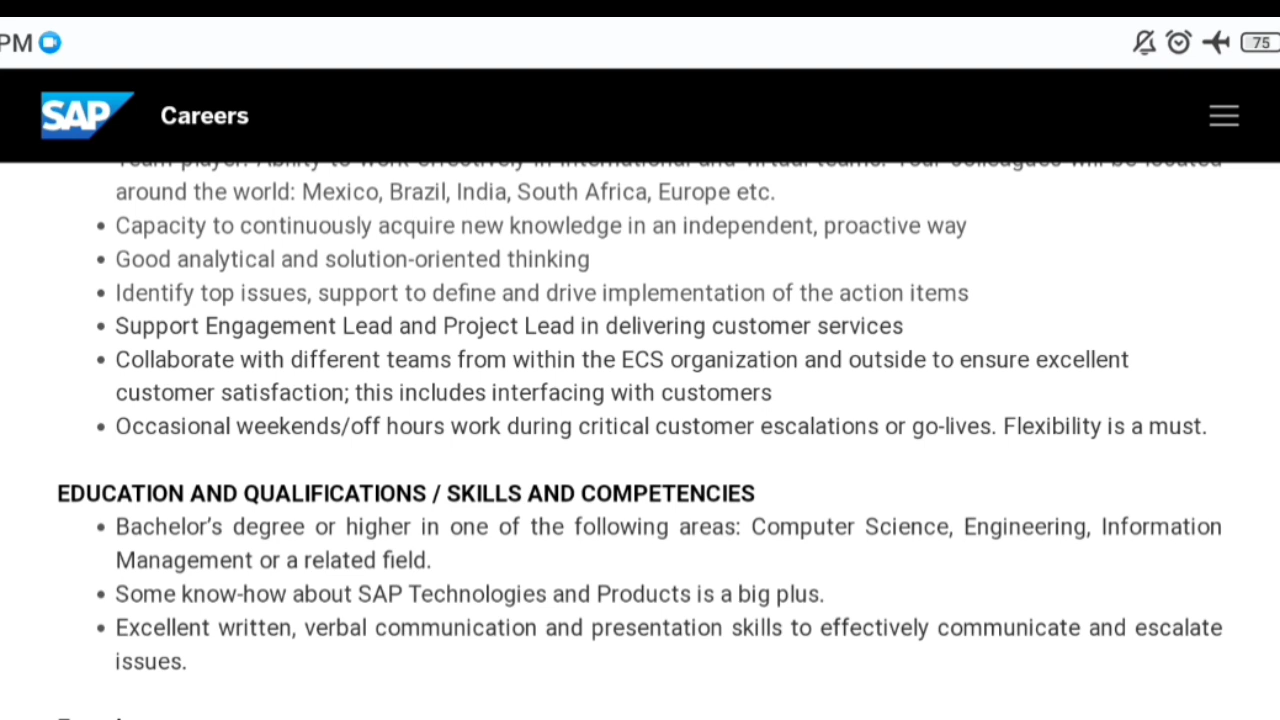 PM
75
SAP Careers
around the world: Mexico, Brazil, India, South Africa, Europe etc.
• Capacity to continuously acquire new knowledge in an independent, proactive way
• Good analytical and solution-oriented thinking
• Identify top issues, support to define and drive implementation of the action items
• Support Engagement Lead and Project Lead in delivering customer services
• Collaborate with different teams from within the ECS organization and outside to ensure excellent
customer satisfaction; this includes interfacing with customers
• Occasional weekends/off hours work during critical customer escalations or go-lives. Flexibility is a must.
EDUCATION AND QUALIFICATIONS / SKILLS AND COMPETENCIES
• Bachelor’s degree or higher in one of the following areas: Computer Science, Engineering, Information
Management or a related field.
• Some know-how about SAP Technologies and Products is a big plus.
• Excellent written, verbal communication and presentation skills to effectively communicate and escalate
issues.